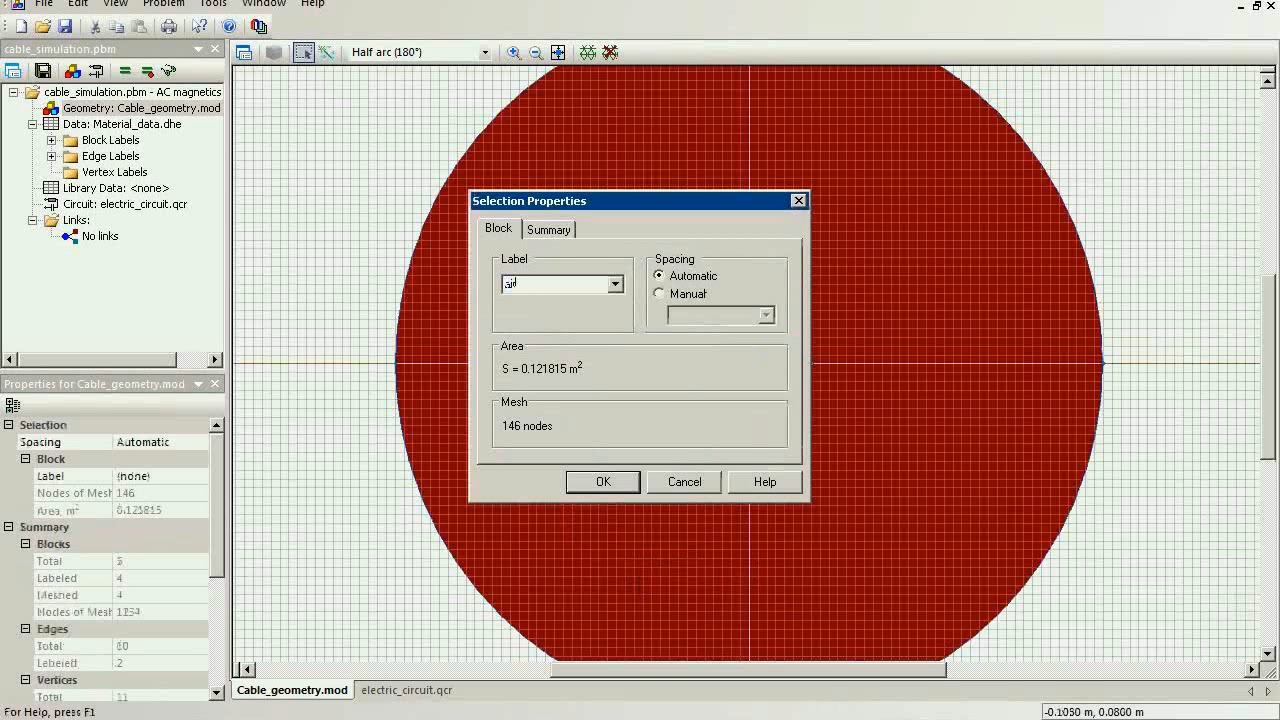 File Edit View Problem Tools Window Help
cable_simulation.pbm
Half arc (180°)
cable_simulation.pbm - AC magnetics
Geometry: Cable_geometry.mod
Data: Material_data.dhe
Block Labels
Edge Labels
Vertex Labels
Library Data: <none>
Circuit: electric_circuit.qcr
Links:
No links
Selection Properties
Block Summary
Label
Spacing
Automatic
Manual
Area
S = 0.121815 m²
Mesh
146 nodes
OK Cancel Help
Properties for Cable_geometry.mod
Selection
Spacing Automatic
Block
Label (none)
Nodes of Mesh 146
Area, m² 0.121815
Summary
Blocks
Total 5
Labeled 4
Meshed 4
Nodes of Mesh
Edges
Total
Labeled 2
Vertices
Total 11
Cable_geometry.mod electric_circuit.qcr
For Help, press F1
-0.1050 m, 0.0800 m